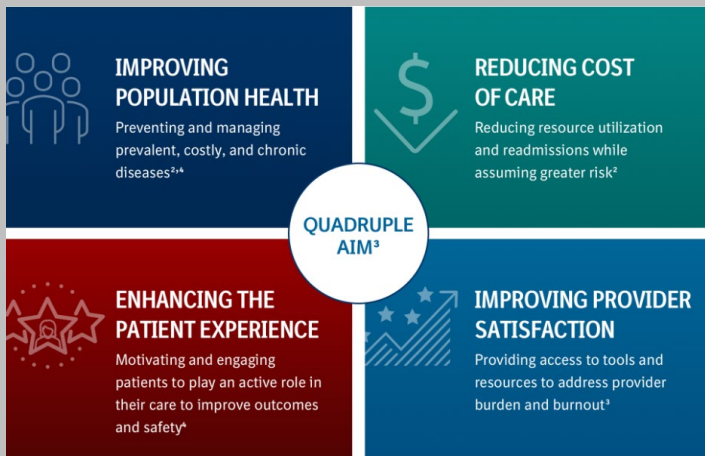 IMPROVING
POPULATION HEALTH
Preventing and managing
prevalent, costly, and chronic
diseases²,⁴
$
REDUCING COST
OF CARE
Reducing resource utilization
and readmissions while
assuming greater risk²
QUADRUPLE
AIM³
ENHANCING THE
PATIENT EXPERIENCE
Motivating and engaging
patients to play an active role in
their care to improve outcomes
and safety⁴
IMPROVING PROVIDER
SATISFACTION
Providing access to tools and
resources to address provider
burden and burnout³